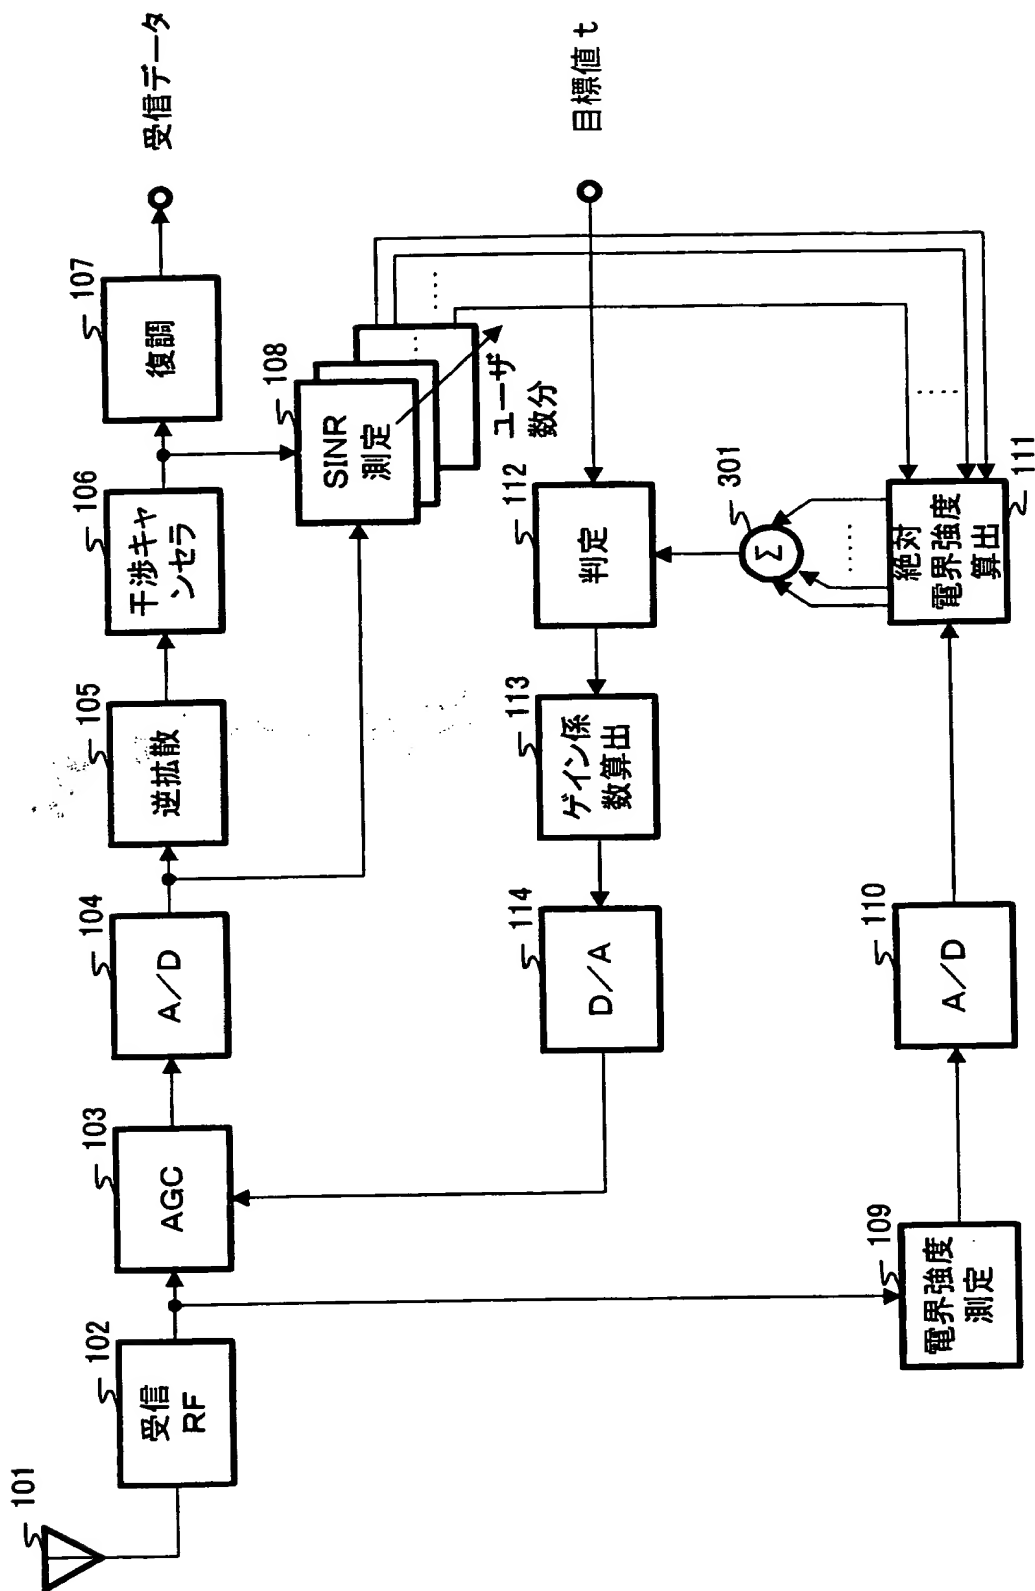 101
102
受信
RF
103
AGC
104
A/D
105
逆拡散
106
干渉キャ
ンセラ
107
復調
受信データ
108
SINR
測定
ユーザ
数分
目標値 t
112
判定
113
ゲイン係
数算出
114
D/A
301
Σ
109
電界強度
測定
110
A/D
絶対
電界強度
算出
111